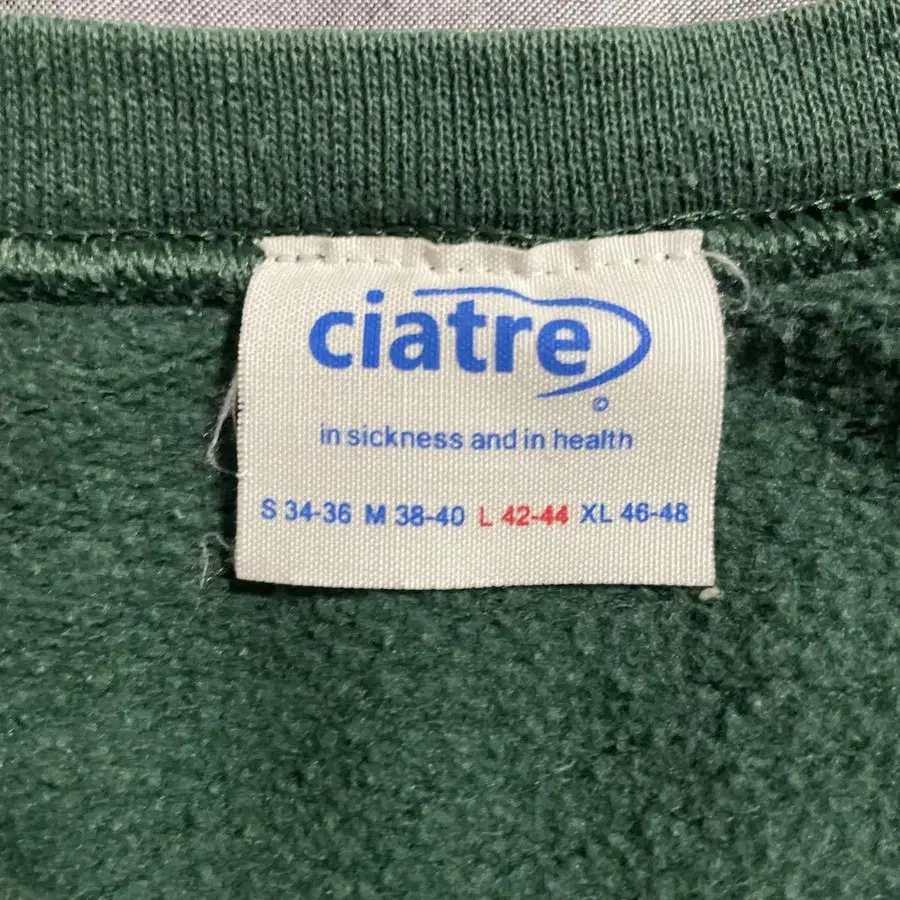 ciatre
©
in sickness and in health
S 34-36 M 38-40 L 42-44 XL 46-48